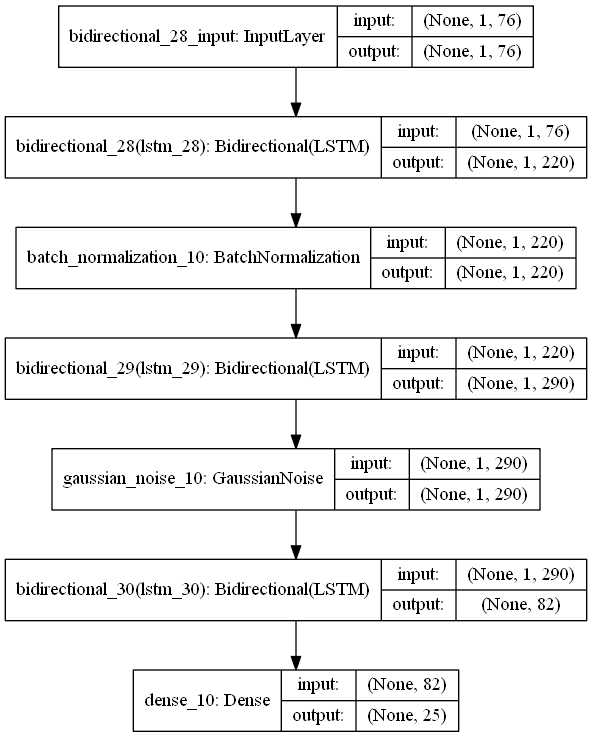 bidirectional_28_input: InputLayer
input: (None, 1, 76)
output: (None, 1, 76)
bidirectional_28(lstm_28): Bidirectional(LSTM)
input: (None, 1, 76)
output: (None, 1, 220)
batch_normalization_10: BatchNormalization
input: (None, 1, 220)
output: (None, 1, 220)
bidirectional_29(lstm_29): Bidirectional(LSTM)
input: (None, 1, 220)
output: (None, 1, 290)
gaussian_noise_10: GaussianNoise
input: (None, 1, 290)
output: (None, 1, 290)
bidirectional_30(lstm_30): Bidirectional(LSTM)
input: (None, 1, 290)
output: (None, 82)
dense_10: Dense
input: (None, 82)
output: (None, 25)